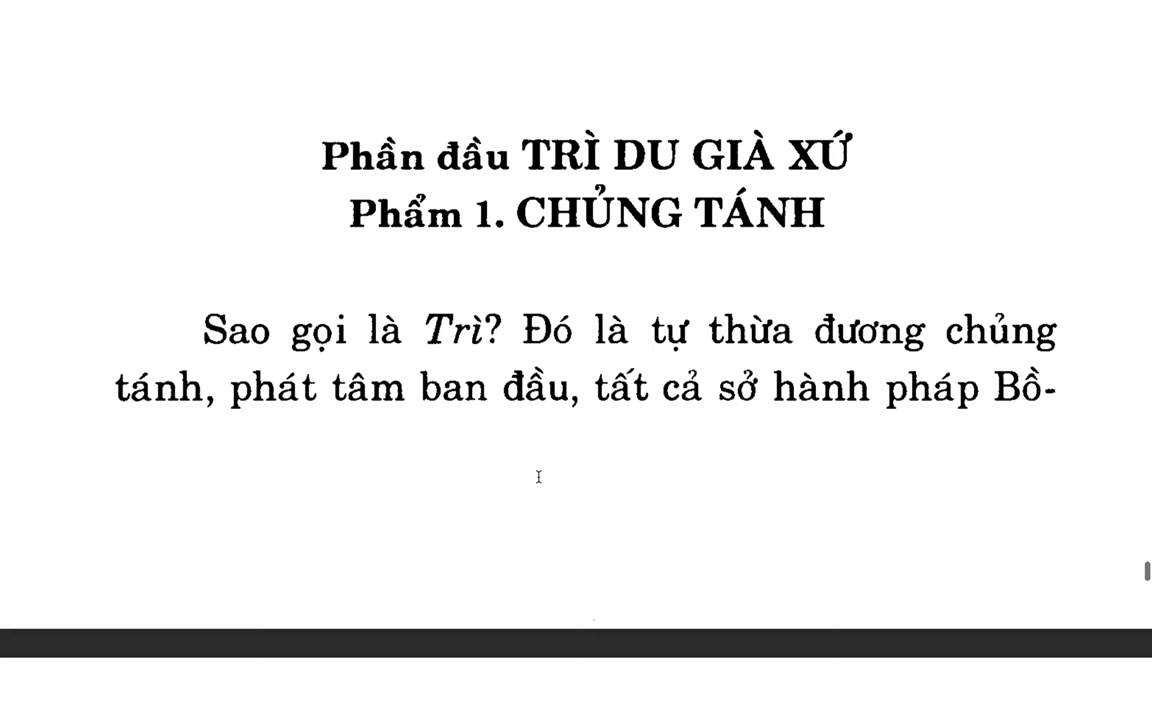 Phần đầu TRÌ DU GIÀ XỨ
Phẩm 1. CHỦNG TÁNH
Sao gọi là Trì? Đó là tự thừa đương chủng
tánh, phát tâm ban đầu, tất cả sở hành pháp Bồ-